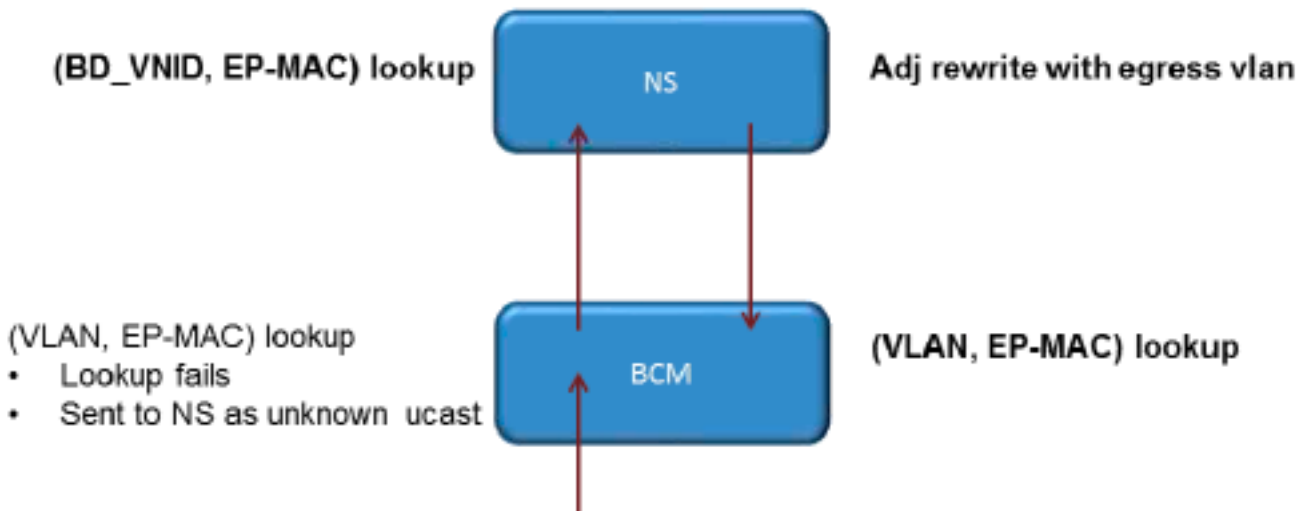 (BD_VNID, EP-MAC) lookup
NS
Adj rewrite with egress vlan
(VLAN, EP-MAC) lookup
• Lookup fails
• Sent to NS as unknown ucast
BCM
(VLAN, EP-MAC) lookup